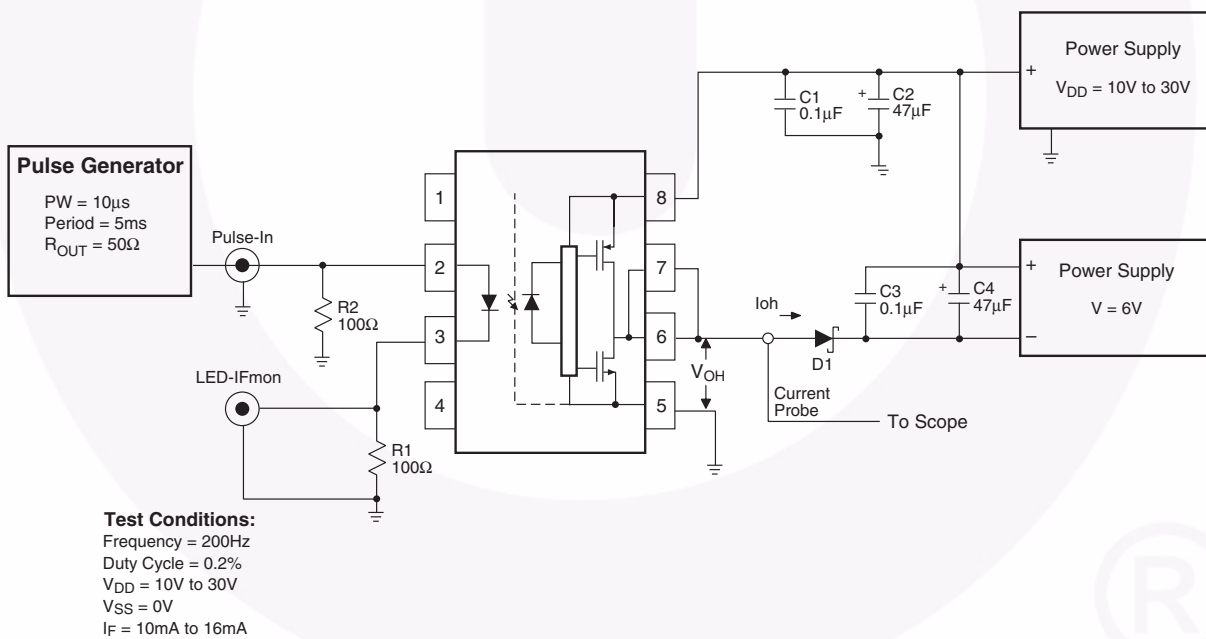 Power Supply
+
VDD = 10V to 30V
C1
0.1μF
+
C2
47μF
Pulse Generator
PW = 10μs
Period = 5ms
ROUT = 50Ω
Pulse-In
R2
100Ω
LED-IFmon
R1
100Ω
1
2
3
4
8
7
6
5
VOH
Ioh
D1
Current
Probe
To Scope
C3
0.1μF
+
C4
47μF
Power Supply
+
V = 6V
–
Test Conditions:
Frequency = 200Hz
Duty Cycle = 0.2%
VDD = 10V to 30V
VSS = 0V
IF = 10mA to 16mA
®